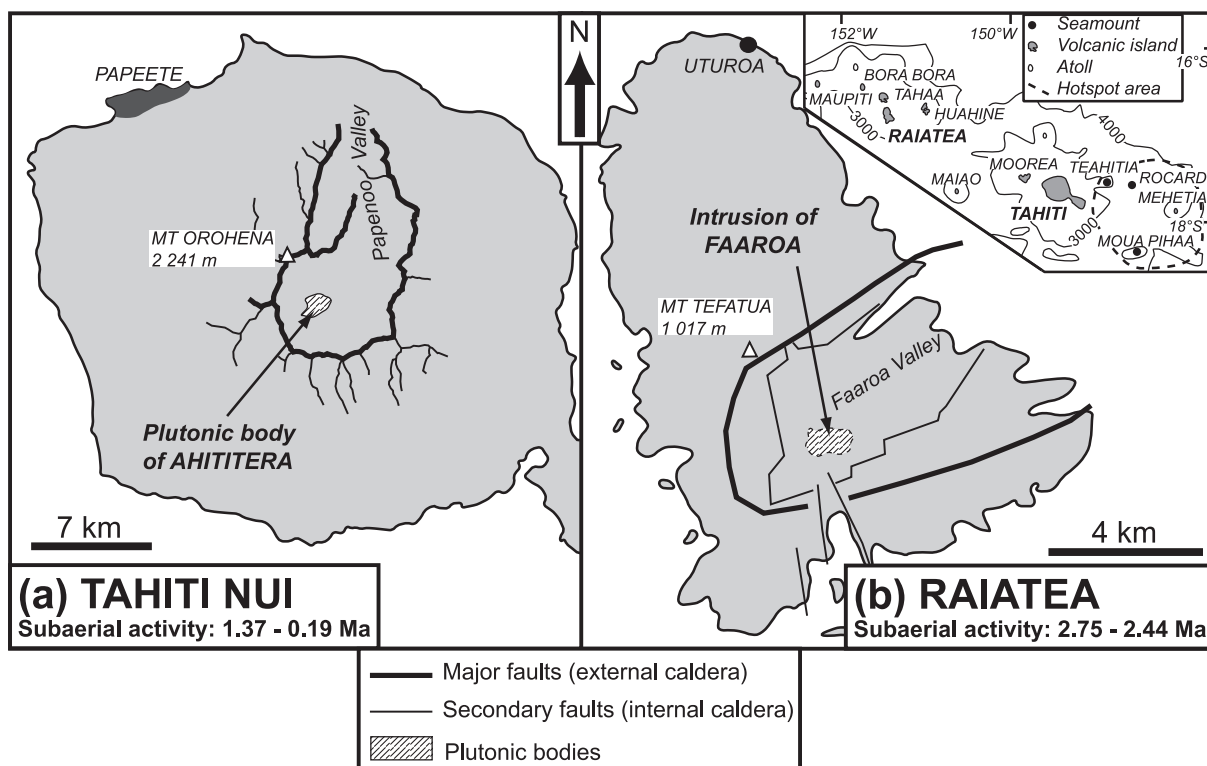 PAPEETE
Papenoo Valley
MT OROHENA
2 241 m
Plutonic body
of AHITITERA
7 km
(a) TAHITI NUI
Subaerial activity: 1.37 - 0.19 Ma
N
UTUROA
Intrusion of
FAAROA
MT TEFATUA
1 017 m
Faaroa Valley
4 km
(b) RAIATEA
Subaerial activity: 2.75 - 2.44 Ma
152°W
150°W
16°S
Seamount
Volcanic island
Atoll
Hotspot area
BORA BORA
MAUPITI
TAHAA
HUAHINE
3000
RAIATEA
4000
MOOREA
TEAHITIA
ROCARD
MAIAO
MEHETIA
TAHITI
18°S
3000
MOUA PIHAA
Major faults (external caldera)
Secondary faults (internal caldera)
Plutonic bodies